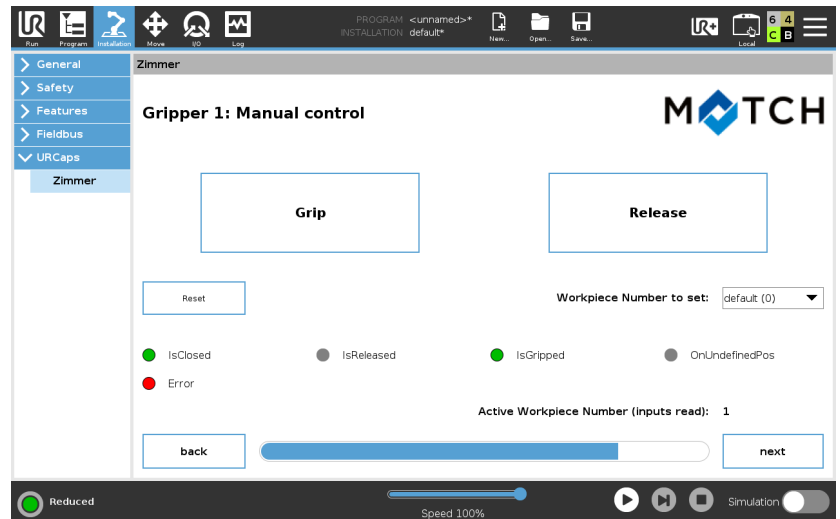 UR
PROGRAM <unnamed>*
INSTALLATION default*
Run Program Installation Move I/O Log New... Open... Save... UR+ Local 6 4 C B
General
Zimmer
Safety
Features
Fieldbus
URCaps
Zimmer
Gripper 1: Manual control
MATCH
Grip
Release
Reset
Workpiece Number to set: default (0)
IsClosed IsReleased IsGripped OnUndefinedPos
Error
Active Workpiece Number (inputs read): 1
back
next
Reduced
Speed 100%
Simulation